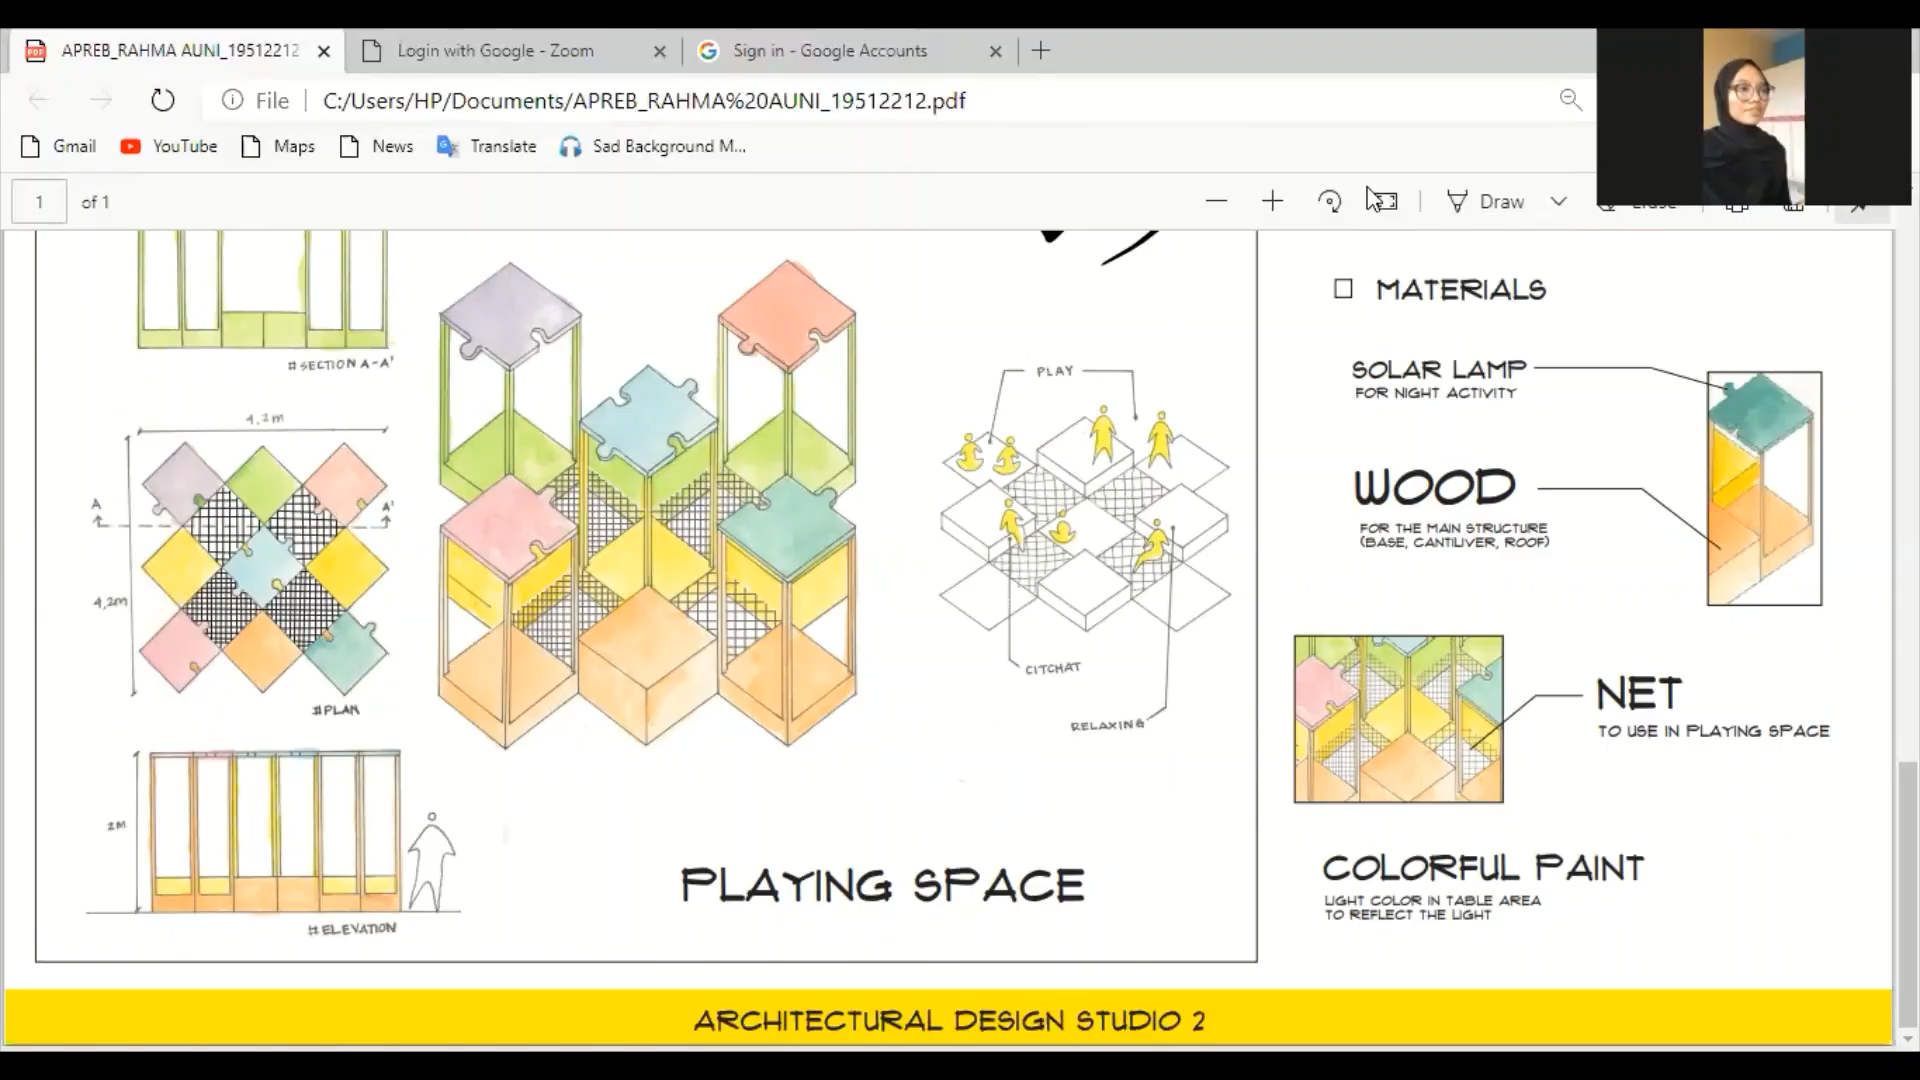 APREB_RAHMA AUNI_19512212
Login with Google - Zoom
Sign in - Google Accounts
File
C:/Users/HP/Documents/APREB_RAHMA%20AUNI_19512212.pdf
Gmail
YouTube
Maps
News
Translate
Sad Background M...
1
of 1
Draw
#SECTION A-A'
4,2m
A
A'
4,2m
#PLAN
2M
#ELEVATION
PLAY
CITCHAT
RELAXING
PLAYING SPACE
MATERIALS
SOLAR LAMP
FOR NIGHT ACTIVITY
WOOD
FOR THE MAIN STRUCTURE
(BASE, CANTILIVER, ROOF)
NET
TO USE IN PLAYING SPACE
COLORFUL PAINT
LIGHT COLOR IN TABLE AREA
TO REFLECT THE LIGHT
ARCHITECTURAL DESIGN STUDIO 2